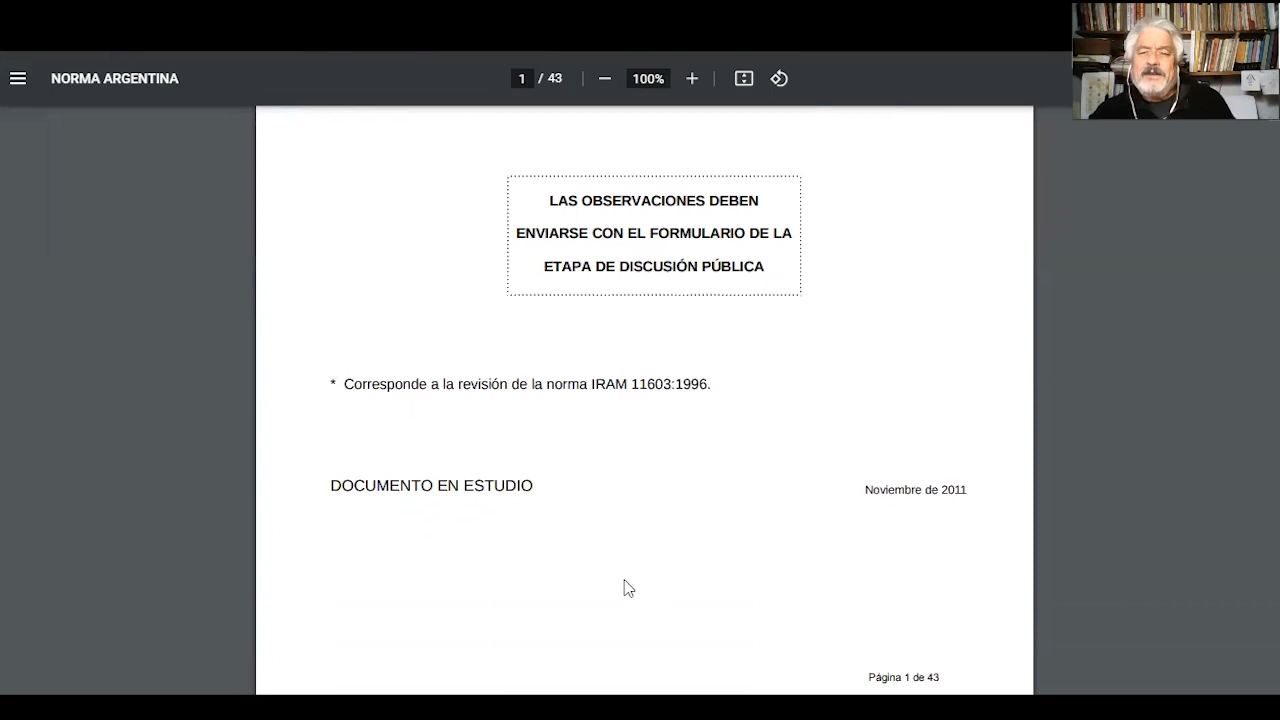 NORMA ARGENTINA
1 / 43
100%
LAS OBSERVACIONES DEBEN
ENVIARSE CON EL FORMULARIO DE LA
ETAPA DE DISCUSIÓN PÚBLICA
* Corresponde a la revisión de la norma IRAM 11603:1996.
DOCUMENTO EN ESTUDIO
Noviembre de 2011
Página 1 de 43